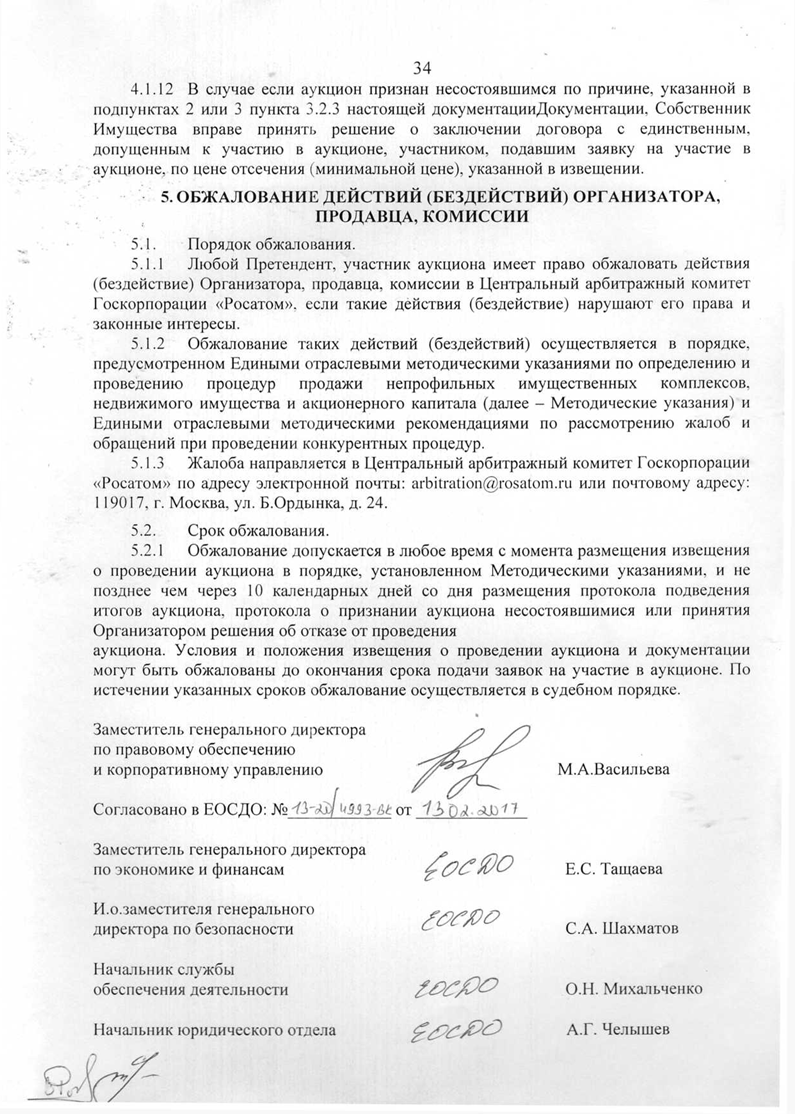 34
4.1.12 В случае если аукцион признан несостоявшимся по причине, указанной в
подпунктах 2 или 3 пункта 3.2.3 настоящей документацииДокументации, Собственник
Имущества вправе принять решение о заключении договора с единственным,
допущенным к участию в аукционе, участником, подавшим заявку на участие в
аукционе, по цене отсечения (минимальной цене), указанной в извещении.
5. ОБЖАЛОВАНИЕ ДЕЙСТВИЙ (БЕЗДЕЙСТВИЙ) ОРГАНИЗАТОРА,
ПРОДАВЦА, КОМИССИИ
5.1. Порядок обжалования.
5.1.1 Любой Претендент, участник аукциона имеет право обжаловать действия
(бездействие) Организатора, продавца, комиссии в Центральный арбитражный комитет
Госкорпорации «Росатом», если такие действия (бездействие) нарушают его права и
законные интересы.
5.1.2 Обжалование таких действий (бездействий) осуществляется в порядке,
предусмотренном Едиными отраслевыми методическими указаниями по определению и
проведению процедур продажи непрофильных имущественных комплексов,
недвижимого имущества и акционерного капитала (далее – Методические указания) и
Едиными отраслевыми методическими рекомендациями по рассмотрению жалоб и
обращений при проведении конкурентных процедур.
5.1.3 Жалоба направляется в Центральный арбитражный комитет Госкорпорации
«Росатом» по адресу электронной почты: arbitration@rosatom.ru или почтовому адресу:
119017, г. Москва, ул. Б.Ордынка, д. 24.
5.2. Срок обжалования.
5.2.1 Обжалование допускается в любое время с момента размещения извещения
о проведении аукциона в порядке, установленном Методическими указаниями, и не
позднее чем через 10 календарных дней со дня размещения протокола подведения
итогов аукциона, протокола о признании аукциона несостоявшимися или принятия
Организатором решения об отказе от проведения
аукциона. Условия и положения извещения о проведении аукциона и документации
могут быть обжалованы до окончания срока подачи заявок на участие в аукционе. По
истечении указанных сроков обжалование осуществляется в судебном порядке.
Заместитель генерального директора
по правовому обеспечению
и корпоративному управлению М.А.Васильева
Согласовано в ЕОСДО: № от 13 02.2017
Заместитель генерального директора
по экономике и финансам ЕОСДО Е.С. Тащаева
И.о.заместителя генерального
директора по безопасности ЕОСДО С.А. Шахматов
Начальник службы
обеспечения деятельности ЕОСДО О.Н. Михальченко
Начальник юридического отдела ЕОСДО А.Г. Челышев